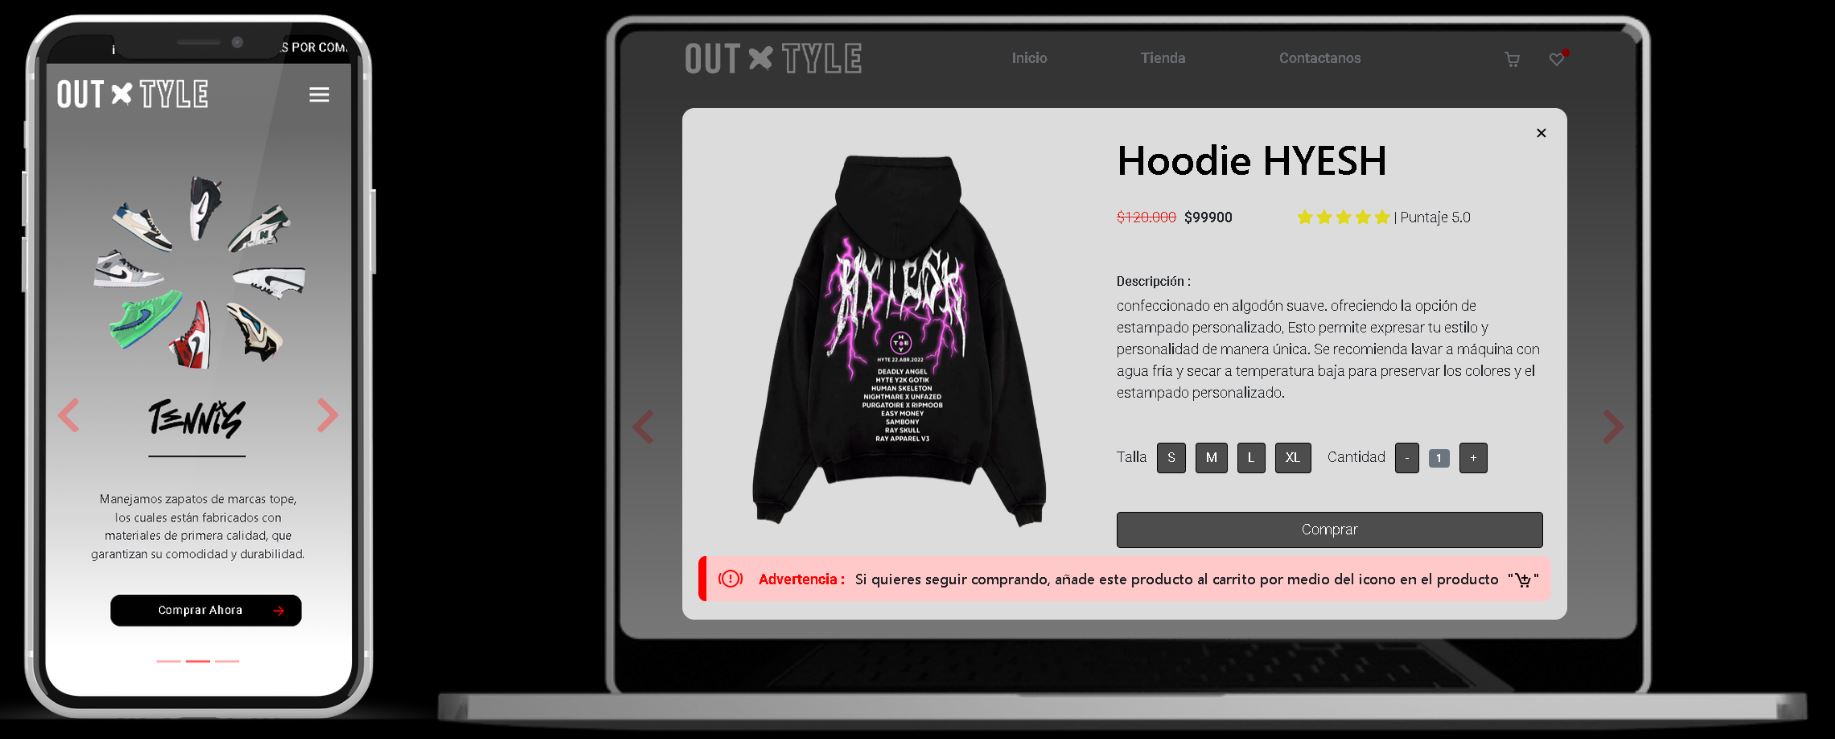 S POR COM
OUT X TYLE
TENNIS
Manejamos zapatos de marcas tope,
los cuales están fabricados con
materiales de primera calidad, que
garantizan su comodidad y durabilidad.
Comprar Ahora
OUT X TYLE
Inicio
Tienda
Contactanos
Hoodie HYESH
$120.000 $99900
| Puntaje 5.0
Descripción :
confeccionado en algodón suave. ofreciendo la opción de
estampado personalizado, Esto permite expresar tu estilo y
personalidad de manera única. Se recomienda lavar a máquina con
agua fría y secar a temperatura baja para preservar los colores y el
estampado personalizado.
Talla S M L XL Cantidad - 1 +
Comprar
Advertencia : Si quieres seguir comprando, añade este producto al carrito por medio del icono en el producto " "
HYTE 22.ABR.2022
DEADLY ANGEL
HYTE Y2K GOTIK
HUMAN SKELETON
NIGHTMARE X UNFAZED
PURGATOIRE X RIPMOOB
EASY MONEY
SAMBONY
RAY SKULL
RAY APPAREL V3